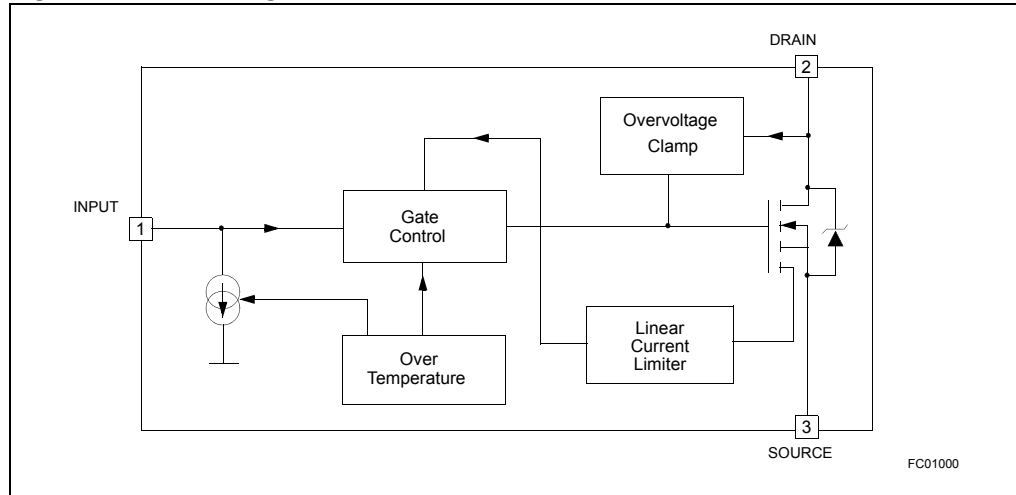 DRAIN
2
Overvoltage
Clamp
INPUT
1
Gate
Control
Linear
Current
Limiter
Over
Temperature
3
SOURCE
FC01000